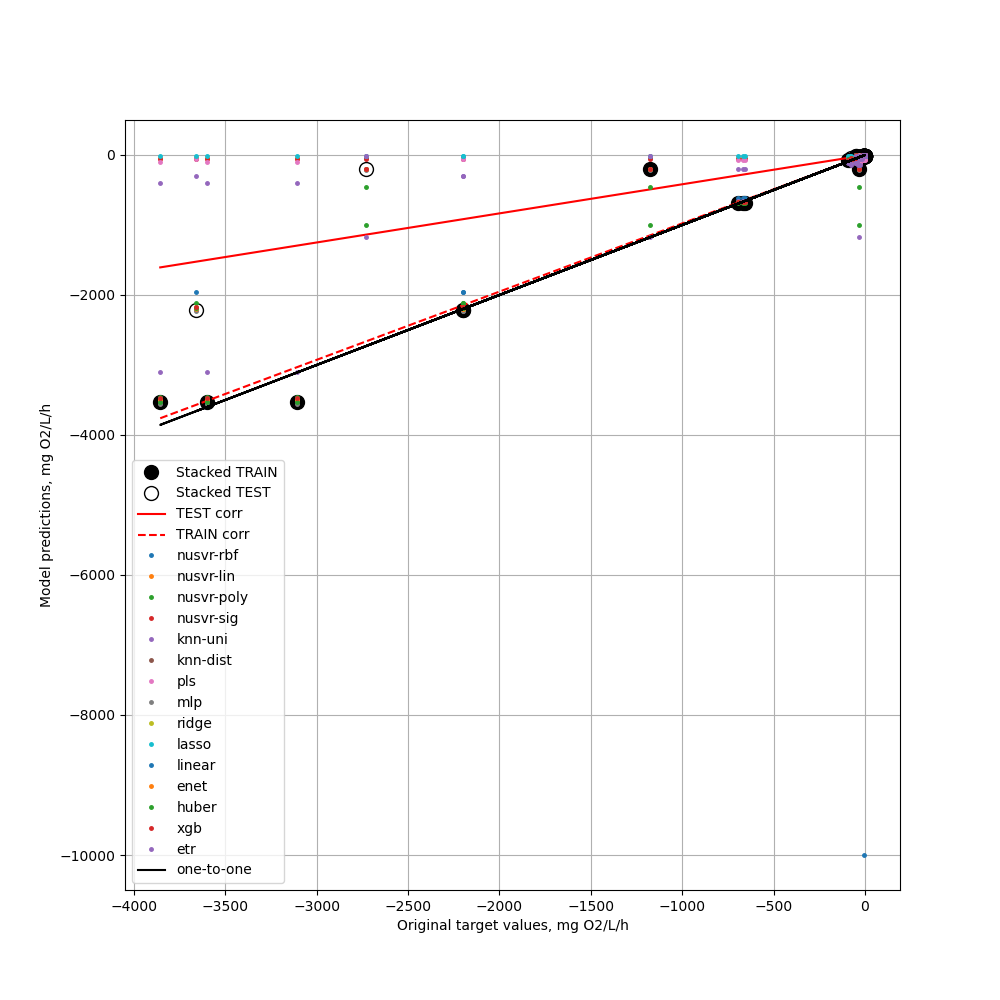 0
−2000
−4000
−6000
−8000
−10000
Model predictions, mg O2/L/h
Stacked TRAIN
Stacked TEST
TEST corr
TRAIN corr
nusvr-rbf
nusvr-lin
nusvr-poly
nusvr-sig
knn-uni
knn-dist
pls
mlp
ridge
lasso
linear
enet
huber
xgb
etr
one-to-one
−4000 −3500 −3000 −2500 −2000 −1500 −1000 −500 0
Original target values, mg O2/L/h